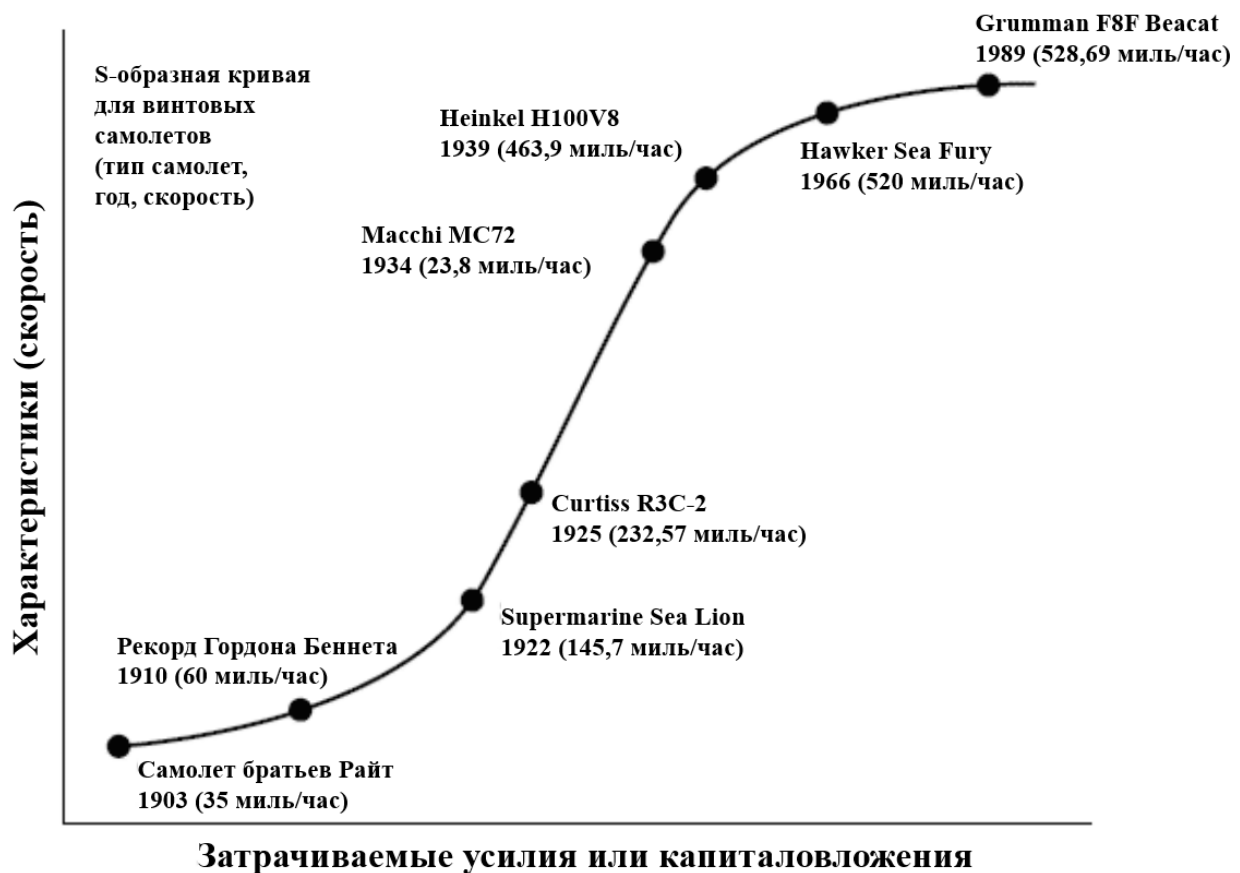 Grumman F8F Beacat
1989 (528,69 миль/час)
S-образная кривая
для винтовых
самолетов
(тип самолет,
год, скорость)
Heinkel H100V8
1939 (463,9 миль/час)
Hawker Sea Fury
1966 (520 миль/час)
Macchi MC72
1934 (23,8 миль/час)
Curtiss R3C-2
1925 (232,57 миль/час)
Supermarine Sea Lion
1922 (145,7 миль/час)
Рекорд Гордона Беннета
1910 (60 миль/час)
Самолет братьев Райт
1903 (35 миль/час)
Характеристики (скорость)
Затрачиваемые усилия или капиталовложения